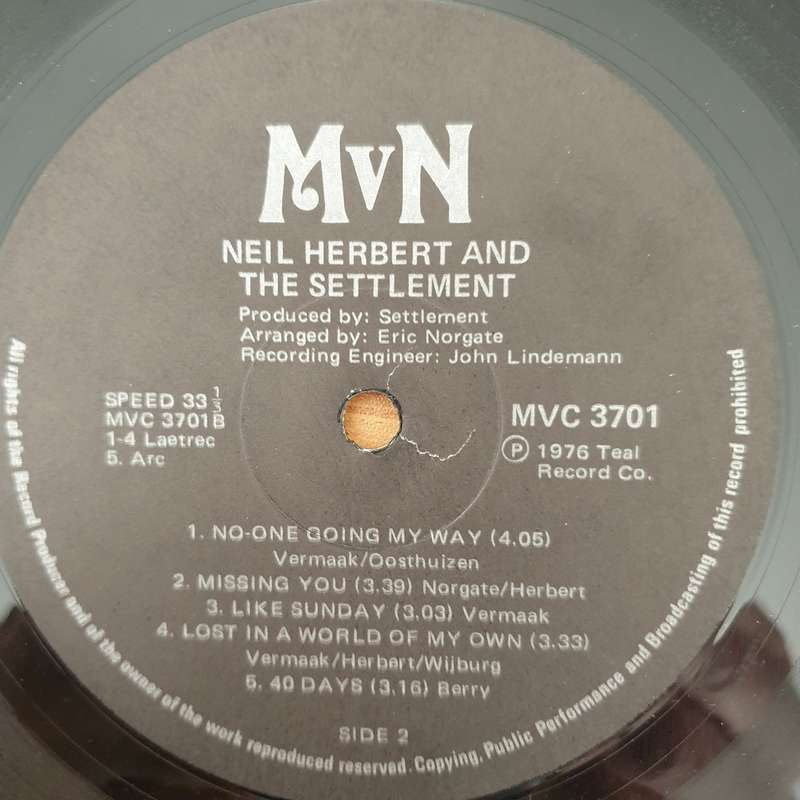 MVN
NEIL HERBERT AND
THE SETTLEMENT
Produced by: Settlement
Arranged by: Eric Norgate
Recording Engineer: John Lindemann
SPEED 33 1/3
MVC 3701B
1-4 Laetrec
5. Arc
MVC 3701
Ⓟ 1976 Teal
Record Co.
1. NO-ONE GOING MY WAY (4.05)
Vermaak/Oosthuizen
2. MISSING YOU (3.39) Norgate/Herbert
3. LIKE SUNDAY (3.03) Vermaak
4. LOST IN A WORLD OF MY OWN (3.33)
Vermaak/Herbert/Wijburg
5. 40 DAYS (3.16) Berry
SIDE 2
All rights of the Record Producer and of the owner of the work reproduced reserved. Copying, Public Performance and Broadcasting of this record prohibited